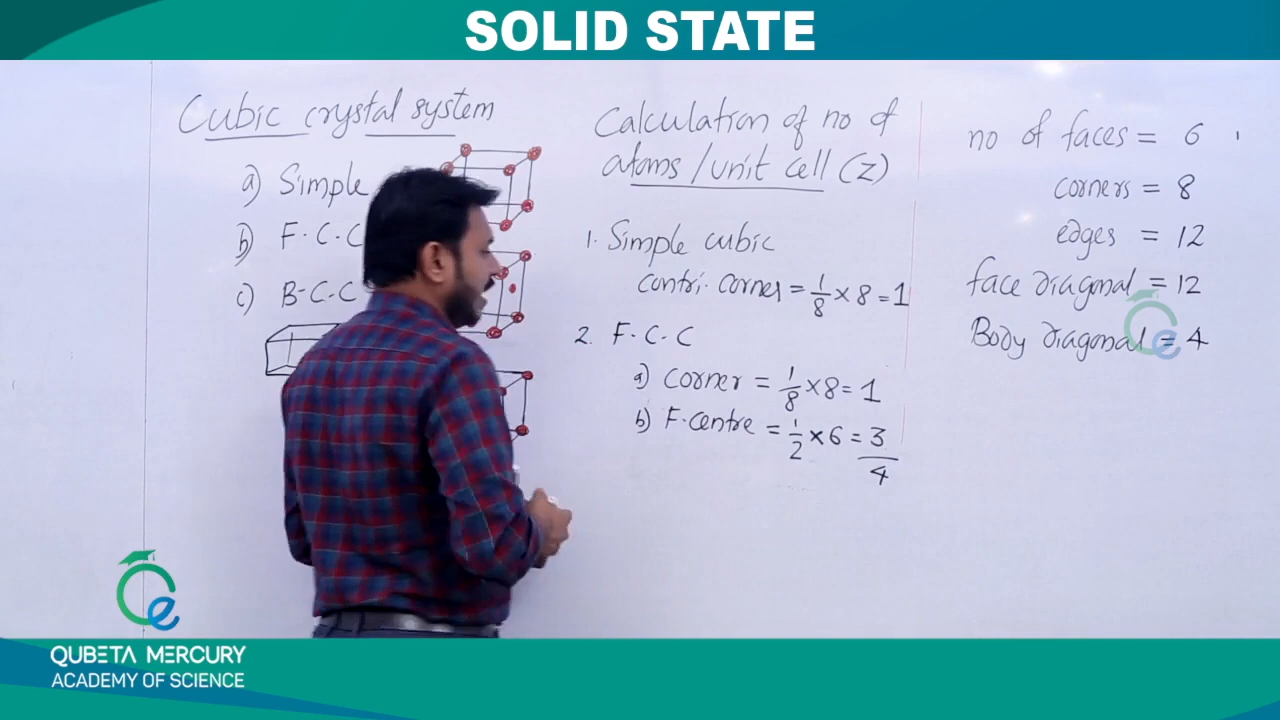 SOLID STATE
Cubic crystal system
a) Simple
b) F.C.C
c) B-C-C
Calculation of no of
atoms /unit cell (Z)
1. Simple cubic
contri. corner = 1/8 × 8 = 1
2. F.C.C
a) corner = 1/8 × 8 = 1
b) F.centre = 1/2 × 6 = 3
4
no of faces = 6
corners = 8
edges = 12
face diagonal = 12
Body diagonal = 4
QUBETA MERCURY
ACADEMY OF SCIENCE